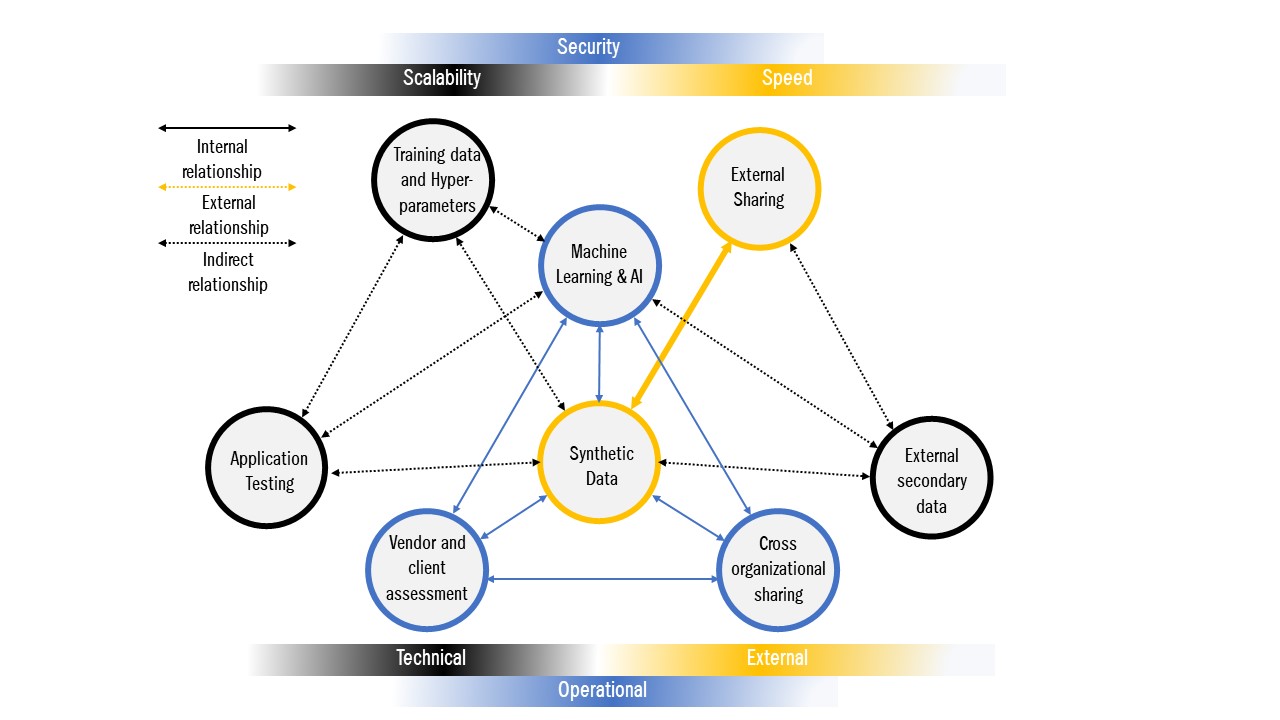 Security
Scalability
Speed
Internal
relationship
External
relationship
Indirect
relationship
Training data
and Hyper-
parameters
External
Sharing
Machine
Learning & AI
Application
Testing
Synthetic
Data
External
secondary
data
Vendor and
client
assessment
Cross
organizational
sharing
Technical
External
Operational